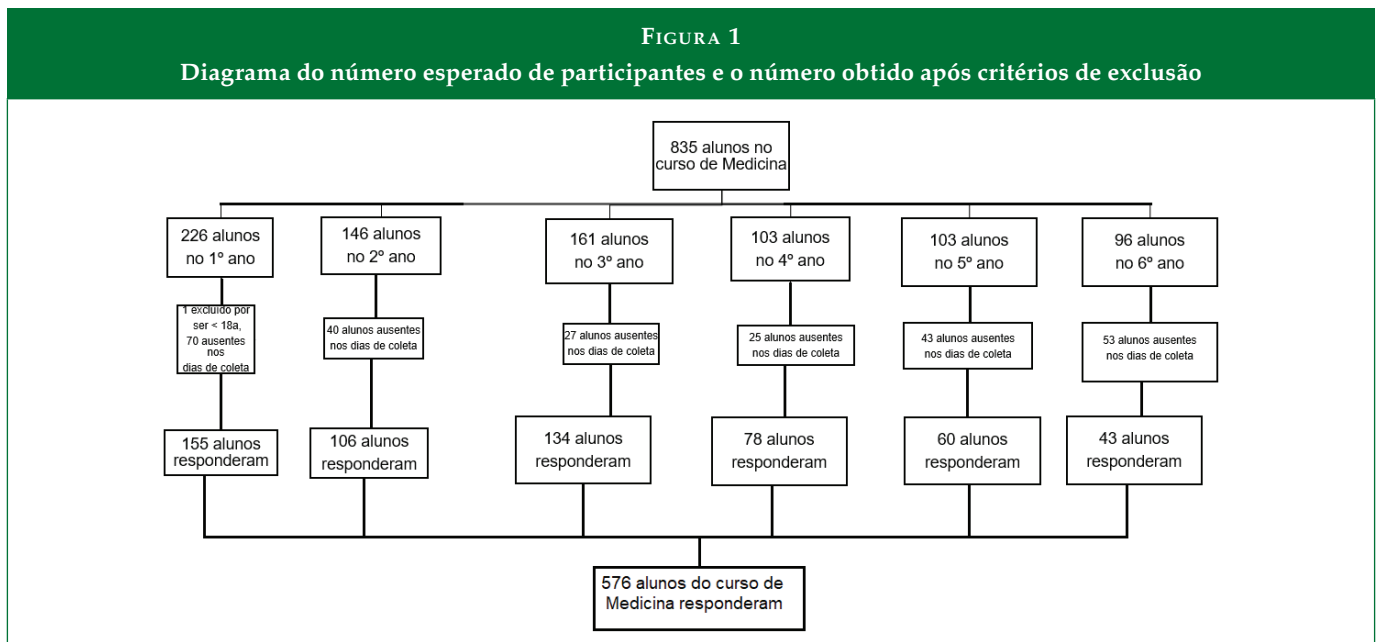 FIGURA 1
Diagrama do número esperado de participantes e o número obtido após critérios de exclusão
835 alunos no
curso de Medicina
226 alunos
no 1º ano
146 alunos
no 2º ano
161 alunos
no 3º ano
103 alunos
no 4º ano
103 alunos
no 5º ano
96 alunos
no 6º ano
1 excluído por
ser < 18a,
70 ausentes
nos
dias de coleta
40 alunos ausentes
nos dias de coleta
27 alunos ausentes
nos dias de coleta
25 alunos ausentes
nos dias de coleta
43 alunos ausentes
nos dias de coleta
53 alunos ausentes
nos dias de coleta
155 alunos
responderam
106 alunos
responderam
134 alunos
responderam
78 alunos
responderam
60 alunos
responderam
43 alunos
responderam
576 alunos do curso de
Medicina responderam